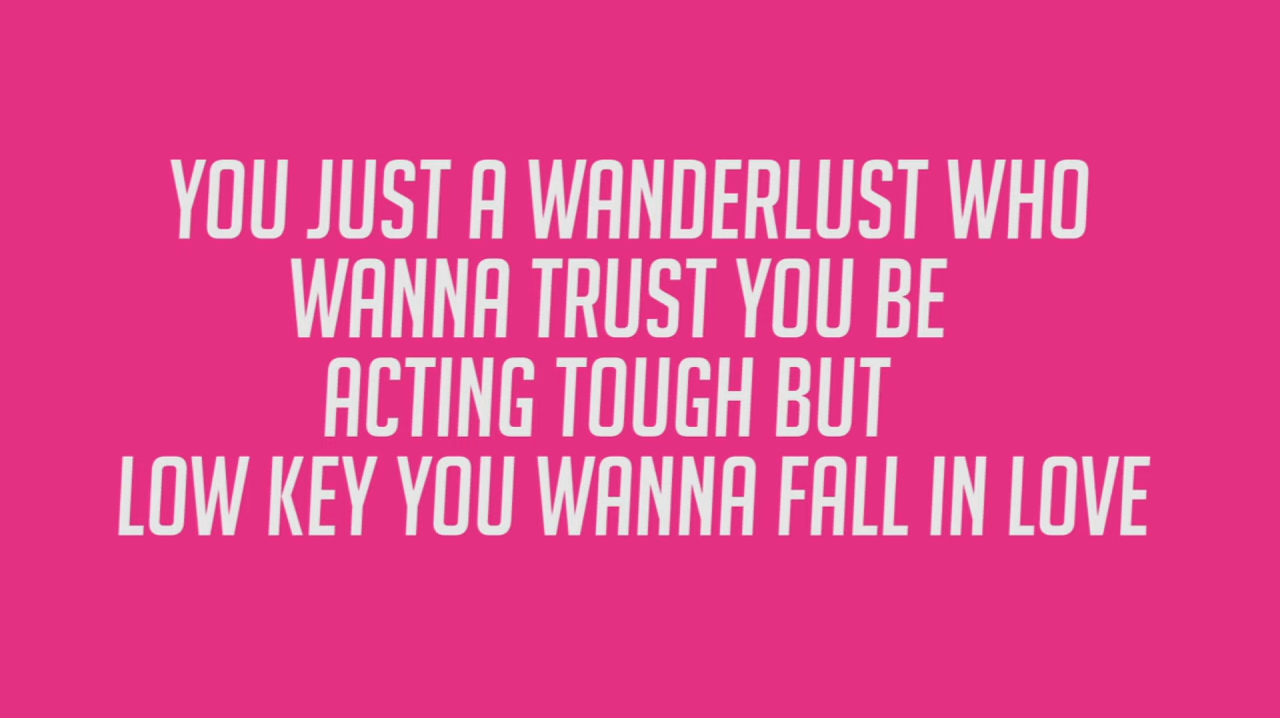 YOU JUST A WANDERLUST WHO
WANNA TRUST YOU BE
ACTING TOUGH BUT
LOW KEY YOU WANNA FALL IN LOVE